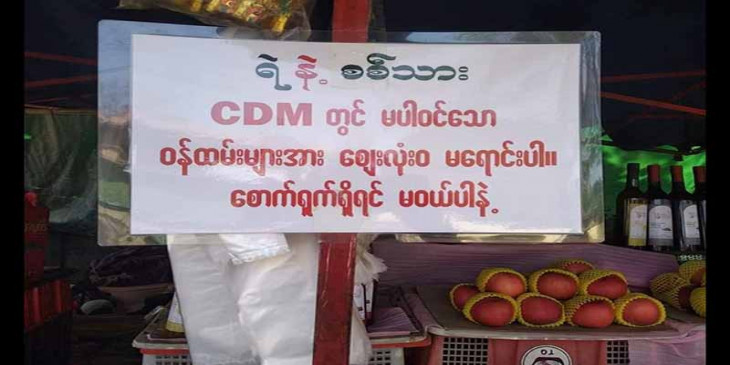 ရဲ နဲ့ စစ်သား
CDM တွင် မပါဝင်သော
ဝန်ထမ်းများအား ဈေးလုံးဝ မရောင်းပါ။
စောက်ရှက်ရှိရင် မဝယ်ပါနဲ့